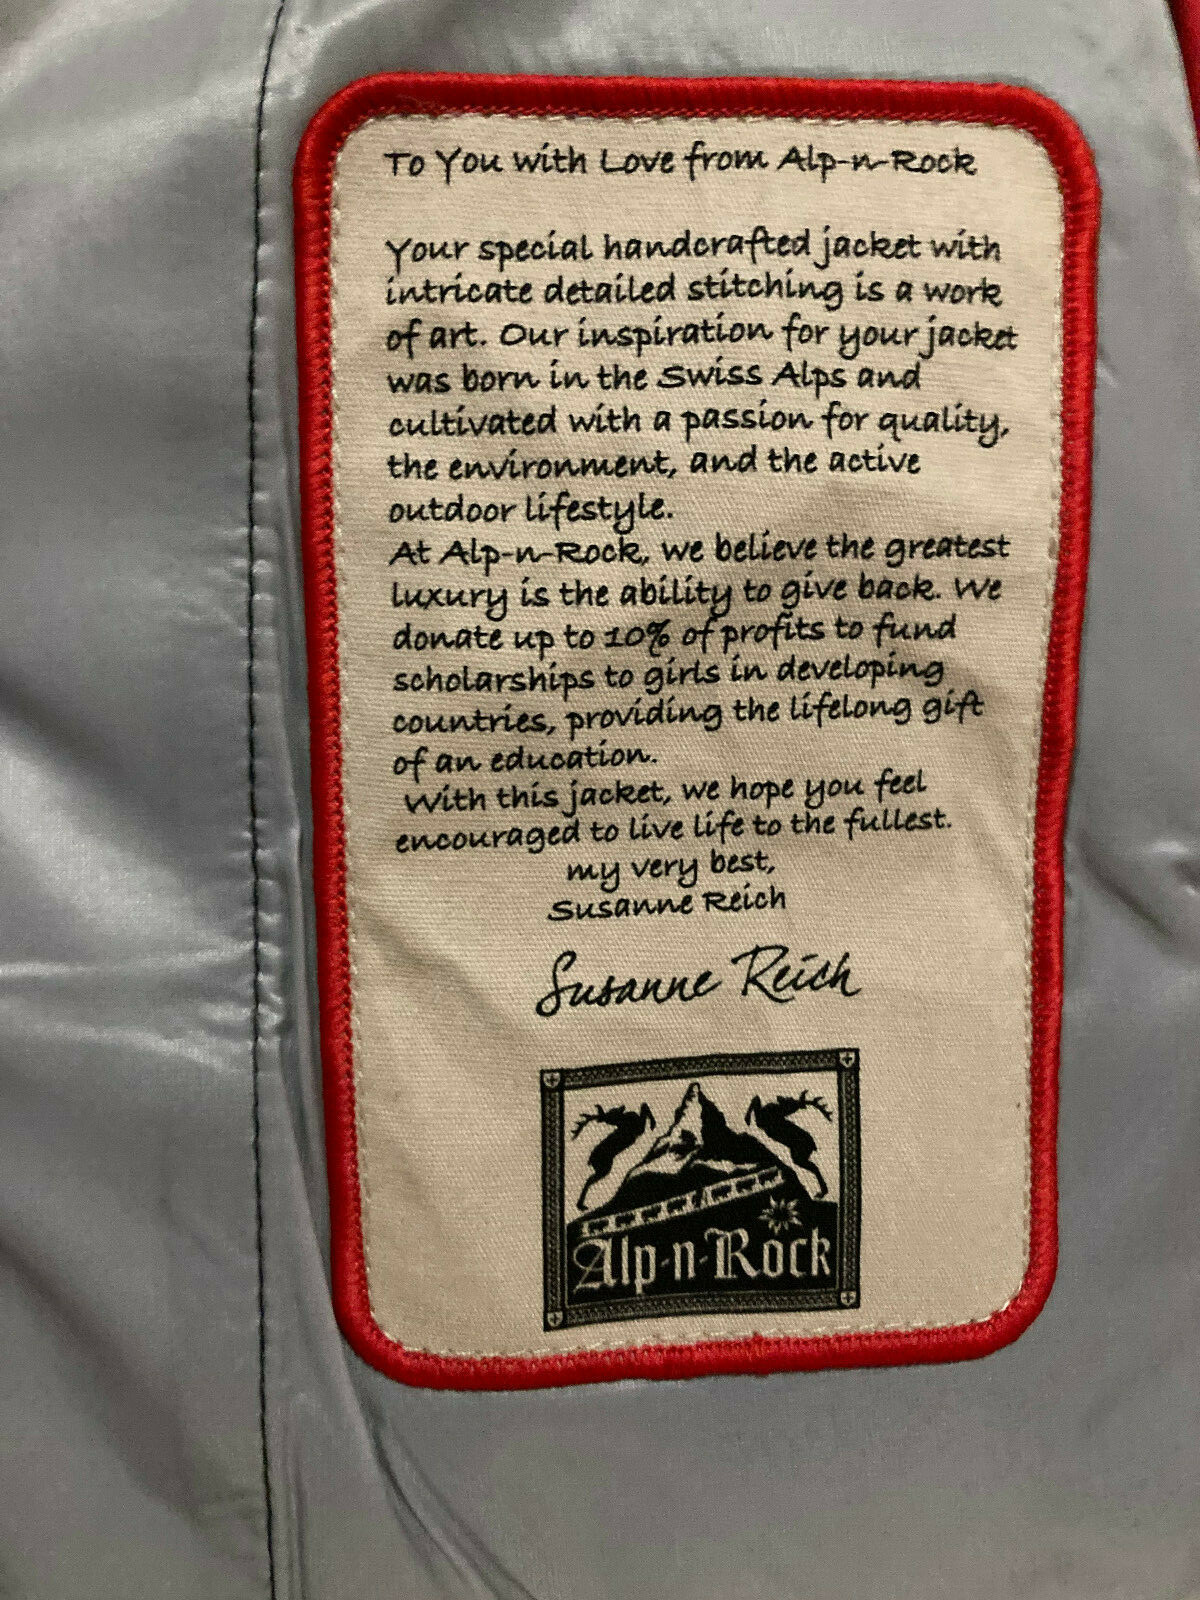 To You with Love from Alp-n-Rock
Your special handcrafted jacket with
intricate detailed stitching is a work
of art. Our inspiration for your jacket
was born in the Swiss Alps and
cultivated with a passion for quality,
the environment, and the active
outdoor lifestyle.
At Alp-n-Rock, we believe the greatest
luxury is the ability to give back. We
donate up to 10% of profits to fund
scholarships to girls in developing
countries, providing the lifelong gift
of an education.
With this jacket, we hope you feel
encouraged to live life to the fullest.
my very best,
Susanne Reich
Susanne Reich
Alp-n-Rock